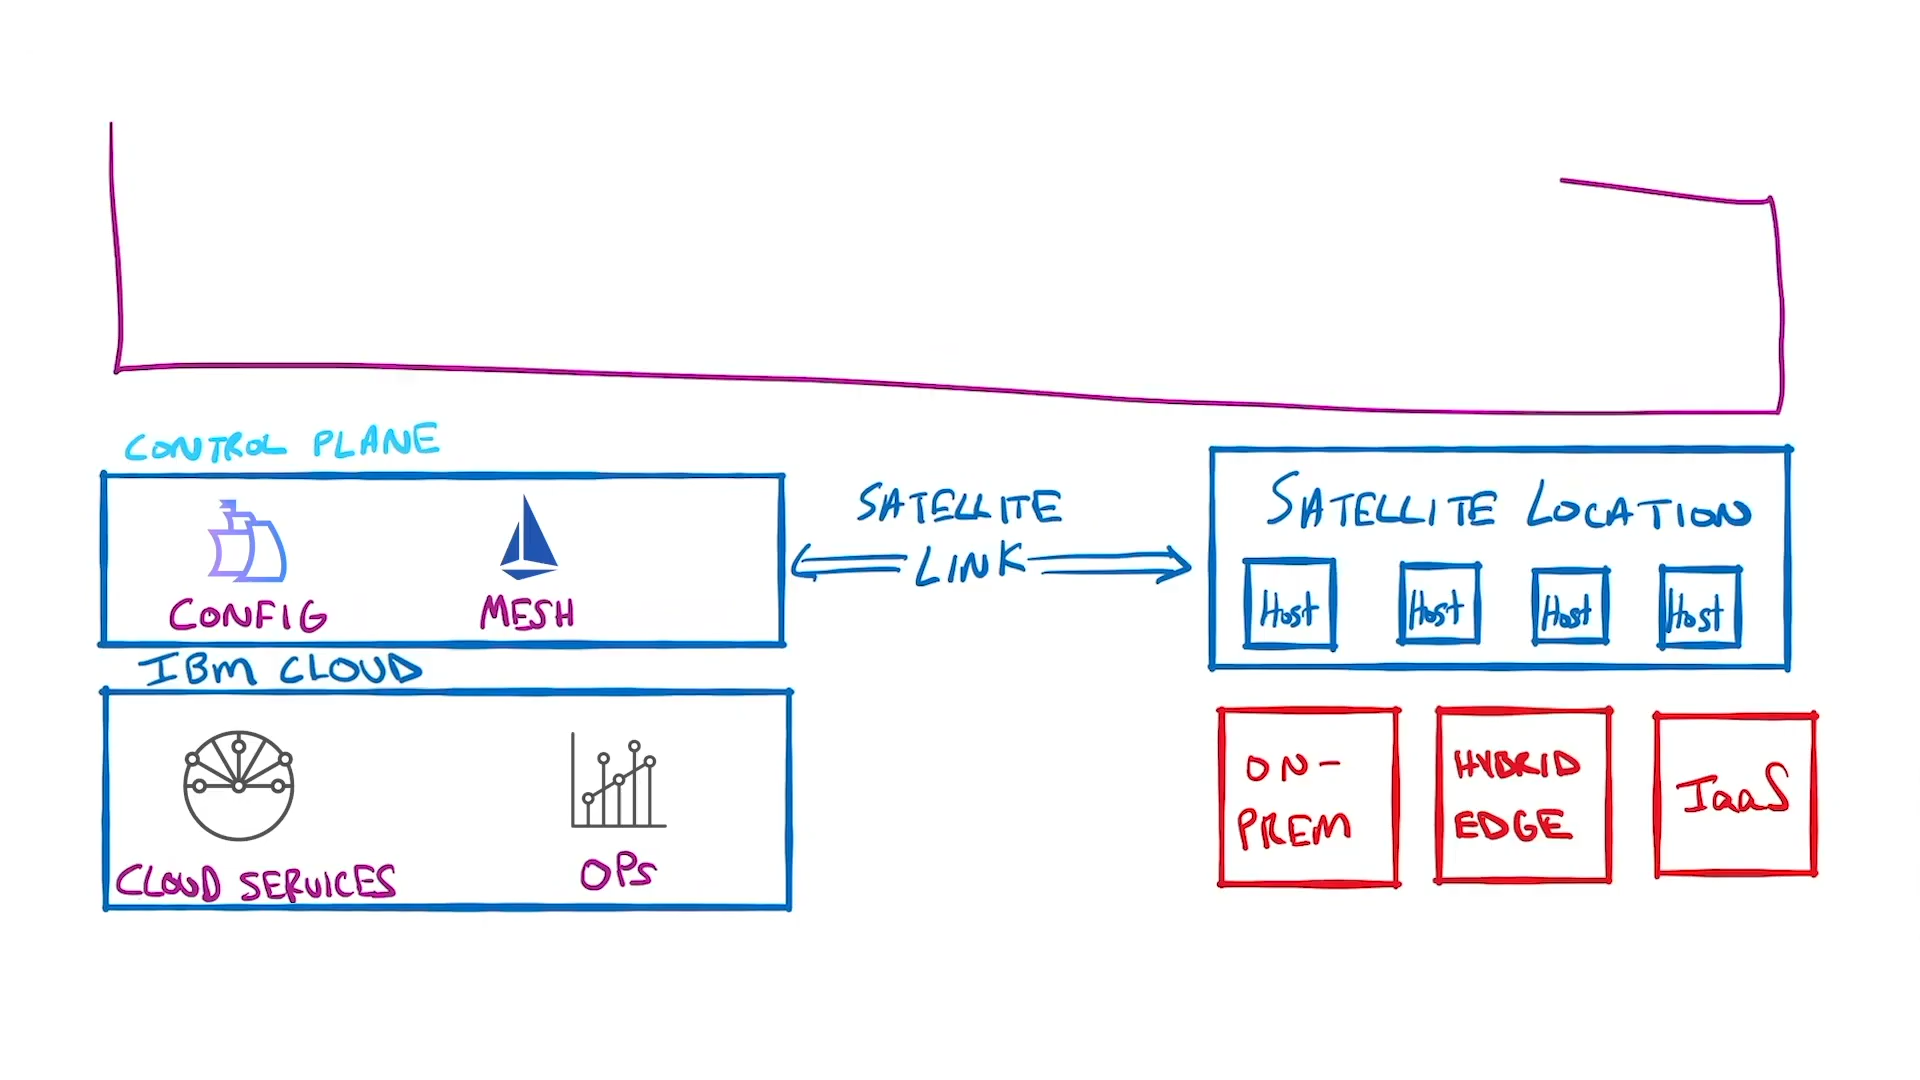 CONTROL PLANE
CONFIG
MESH
IBM CLOUD
CLOUD SERVICES
OPs
SATELLITE
LINK
SATELLITE LOCATION
Host
Host
Host
Host
ON-
PREM
HYBRID
EDGE
IaaS